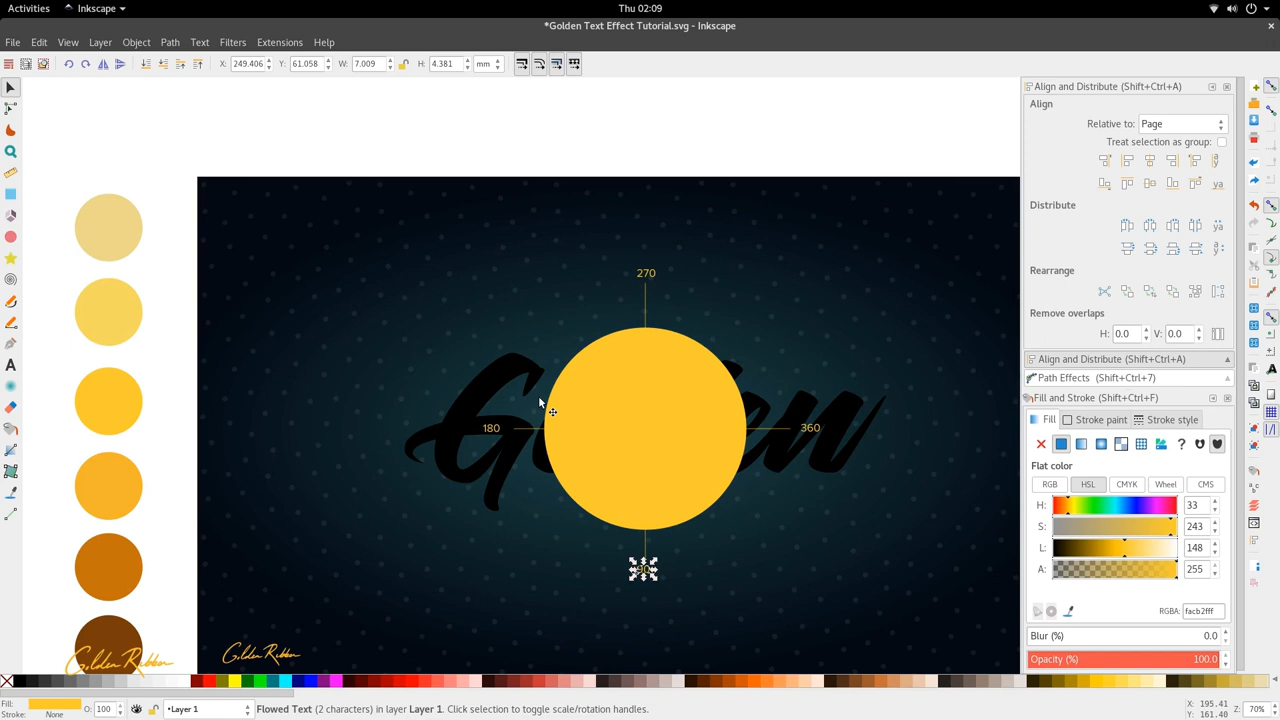 Activities
Inkscape
Thu 02:09
*Golden Text Effect Tutorial.svg - Inkscape
File Edit View Layer Object Path Text Filters Extensions Help
X: 249.406 Y: 61.058 W: 7.009 H: 4.381 mm
Align and Distribute (Shift+Ctrl+A)
Align
Relative to: Page
Treat selection as group:
Distribute
Rearrange
Remove overlaps
H: 0.0 V: 0.0
Align and Distribute (Shift+Ctrl+A)
Path Effects (Shift+Ctrl+7)
Fill and Stroke (Shift+Ctrl+F)
Fill Stroke paint Stroke style
Flat color
RGB HSL CMYK Wheel CMS
H: 33
S: 243
L: 148
A: 255
RGBA: facb2fff
Blur (%) 0.0
Opacity (%) 100.0
270
180
360
Golden Ribbon
Golden Ribbon
Fill:
Stroke: None
O: 100
•Layer 1
Flowed Text (2 characters) in layer Layer 1. Click selection to toggle scale/rotation handles.
X: 195.41
Y: 161.40
Z: 70%